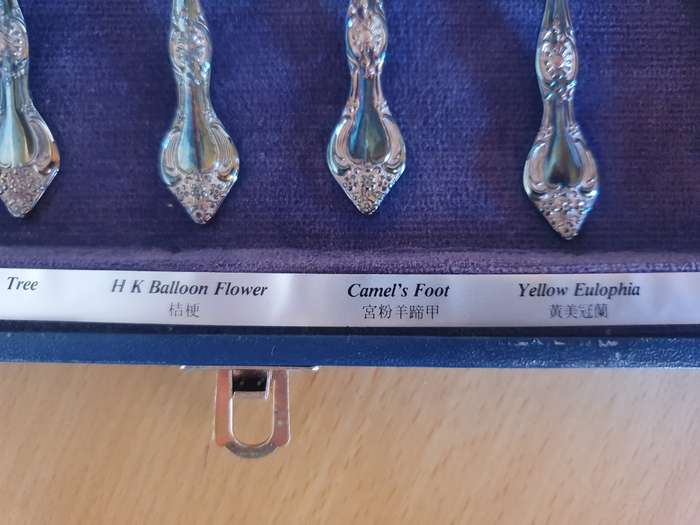 Tree
H K Balloon Flower
桔梗
Camel's Foot
宮粉羊蹄甲
Yellow Eulophia
黃美冠蘭